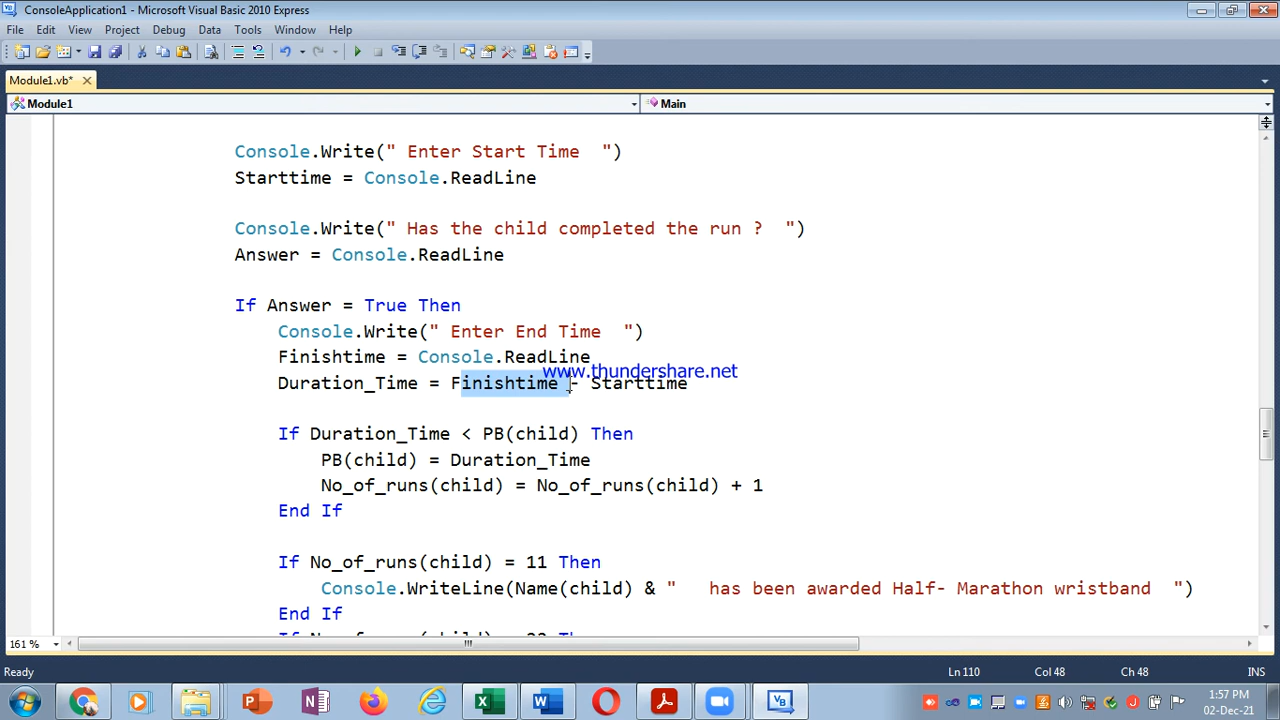 ConsoleApplication1 - Microsoft Visual Basic 2010 Express
File Edit View Project Debug Data Tools Window Help
Module1.vb*
Module1 Main
Console.Write(" Enter Start Time  ")
Starttime = Console.ReadLine
Console.Write(" Has the child completed the run ?  ")
Answer = Console.ReadLine
If Answer = True Then
Console.Write(" Enter End Time  ")
Finishtime = Console.ReadLine
www.thundershare.net
Duration_Time = Finishtime - Starttime
If Duration_Time < PB(child) Then
PB(child) = Duration_Time
No_of_runs(child) = No_of_runs(child) + 1
End If
If No_of_runs(child) = 11 Then
Console.WriteLine(Name(child) & "   has been awarded Half- Marathon wristband  ")
End If
161 %
Ready Ln 110 Col 48 Ch 48 INS
1:57 PM
02-Dec-21